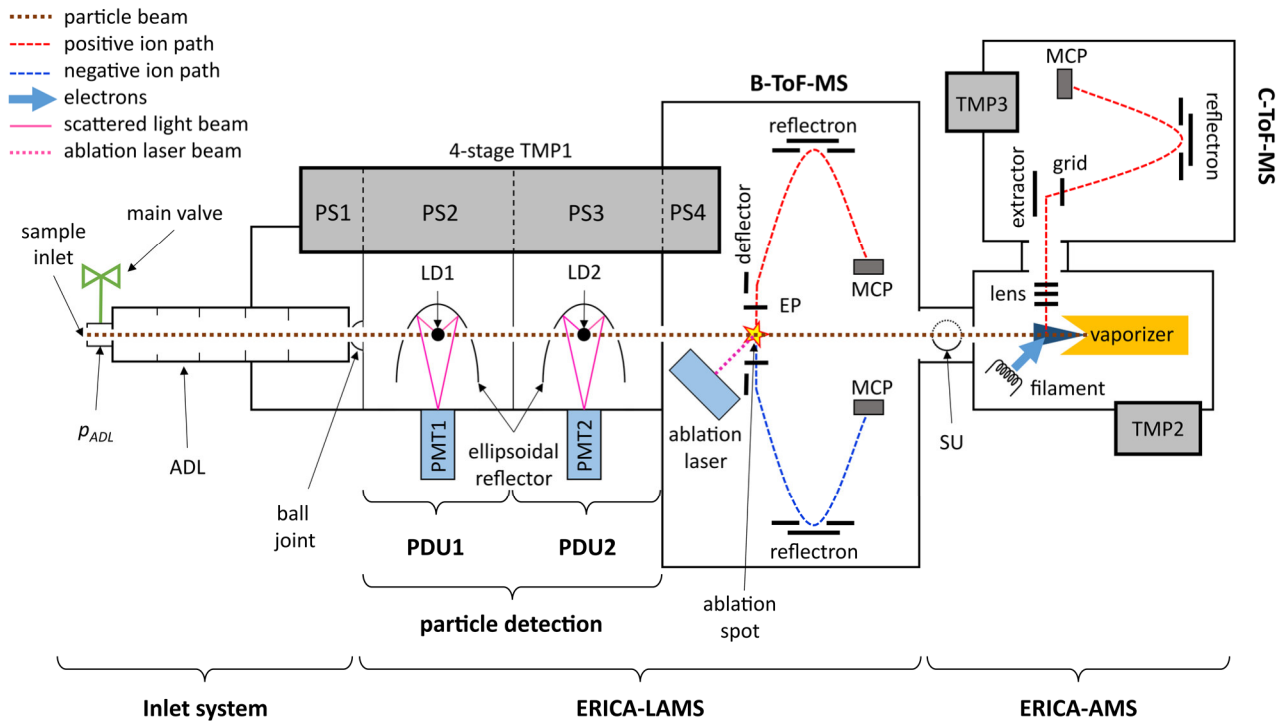 particle beam
positive ion path
negative ion path
electrons
scattered light beam
ablation laser beam
B-ToF-MS
C-ToF-MS
MCP
TMP3
reflectron
reflectron
4-stage TMP1
extractor
grid
PS1
PS2
PS3
PS4
main valve
sample
inlet
deflector
LD1
LD2
EP
MCP
lens
vaporizer
filament
MCP
pADL
ADL
PMT1
PMT2
ellipsoidal
reflector
ablation
laser
SU
TMP2
ball
joint
PDU1
PDU2
reflectron
particle detection
ablation
spot
Inlet system
ERICA-LAMS
ERICA-AMS